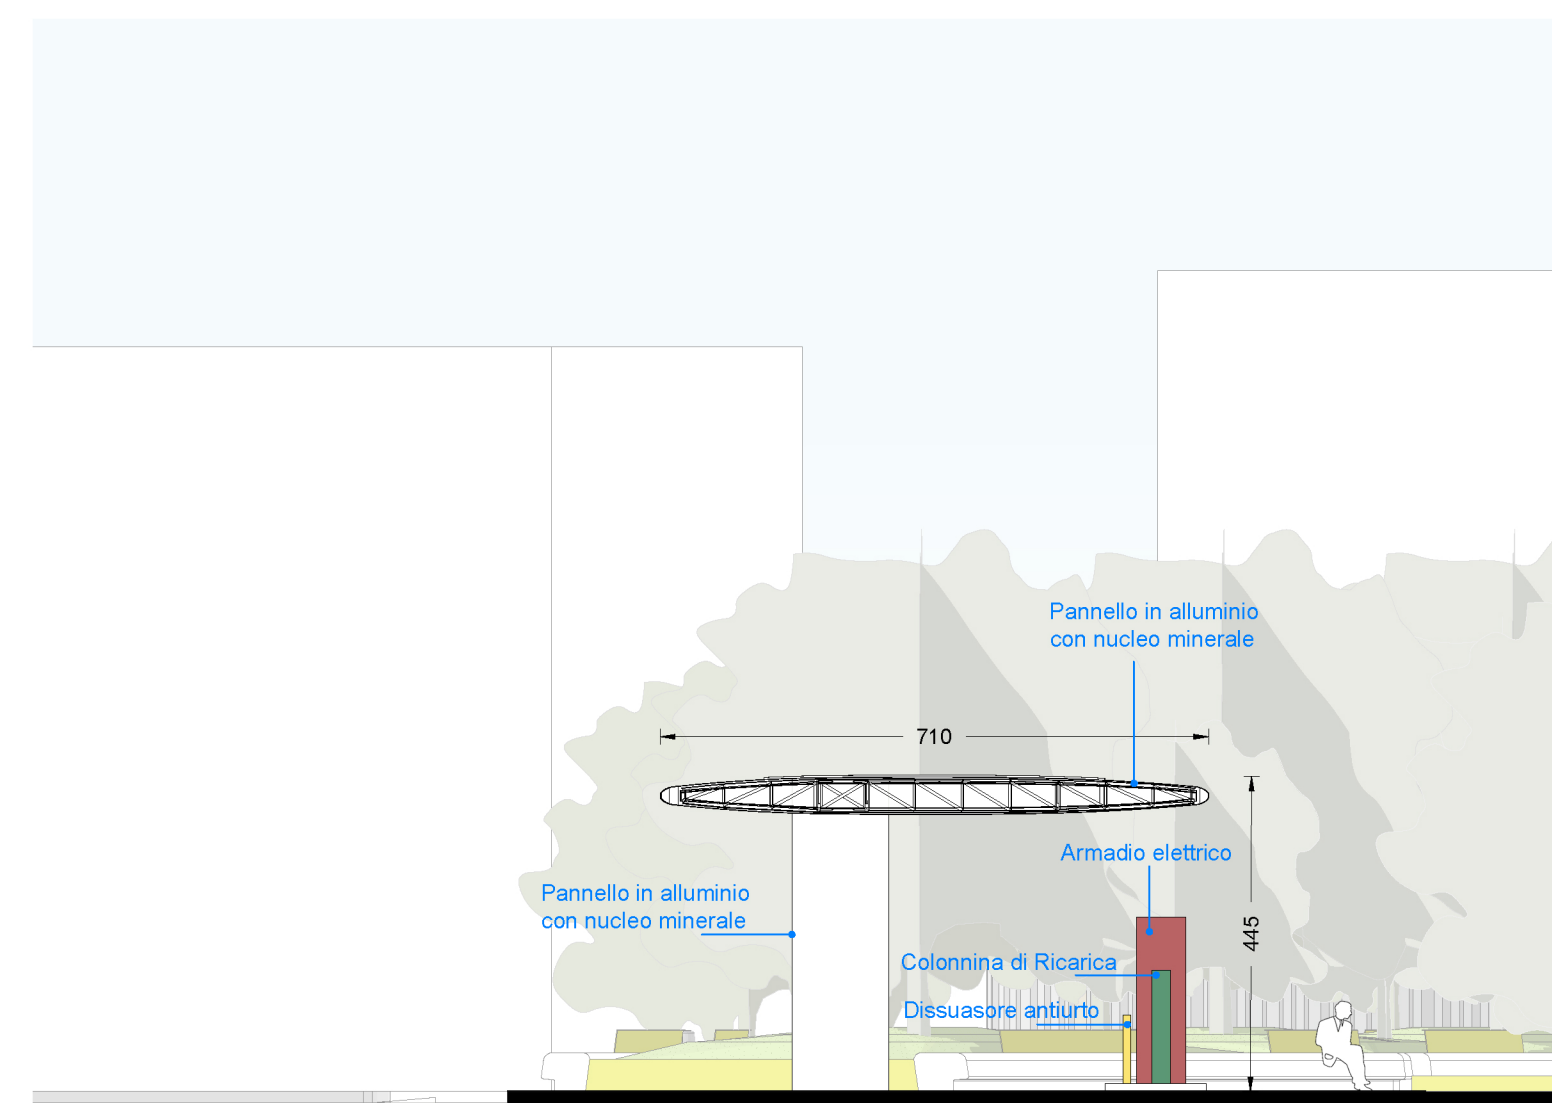 Pannello in alluminio
con nucleo minerale
710
Armadio elettrico
Pannello in alluminio
con nucleo minerale
445
Colonnina di Ricarica
Dissuasore antiurto